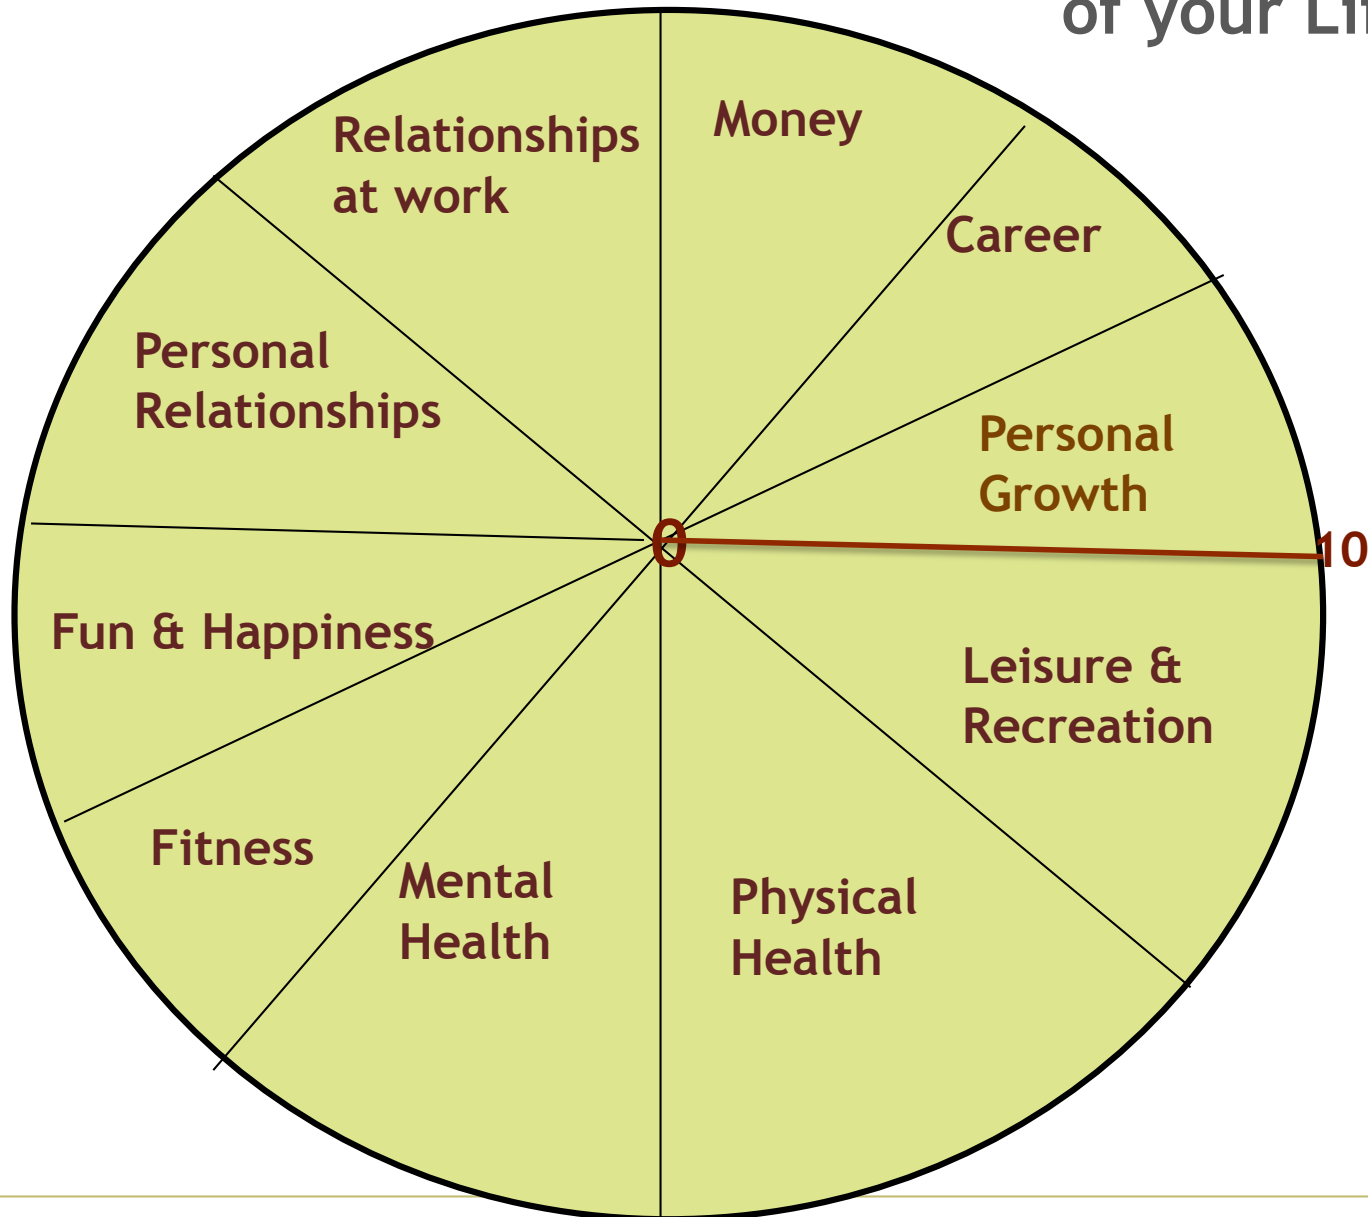 of your
Money
Relationships
at work
Career
Personal
Relationships
Personal
Growth
0
10
Fun & Happiness
Leisure &
Recreation
Fitness
Mental
Health
Physical
Health